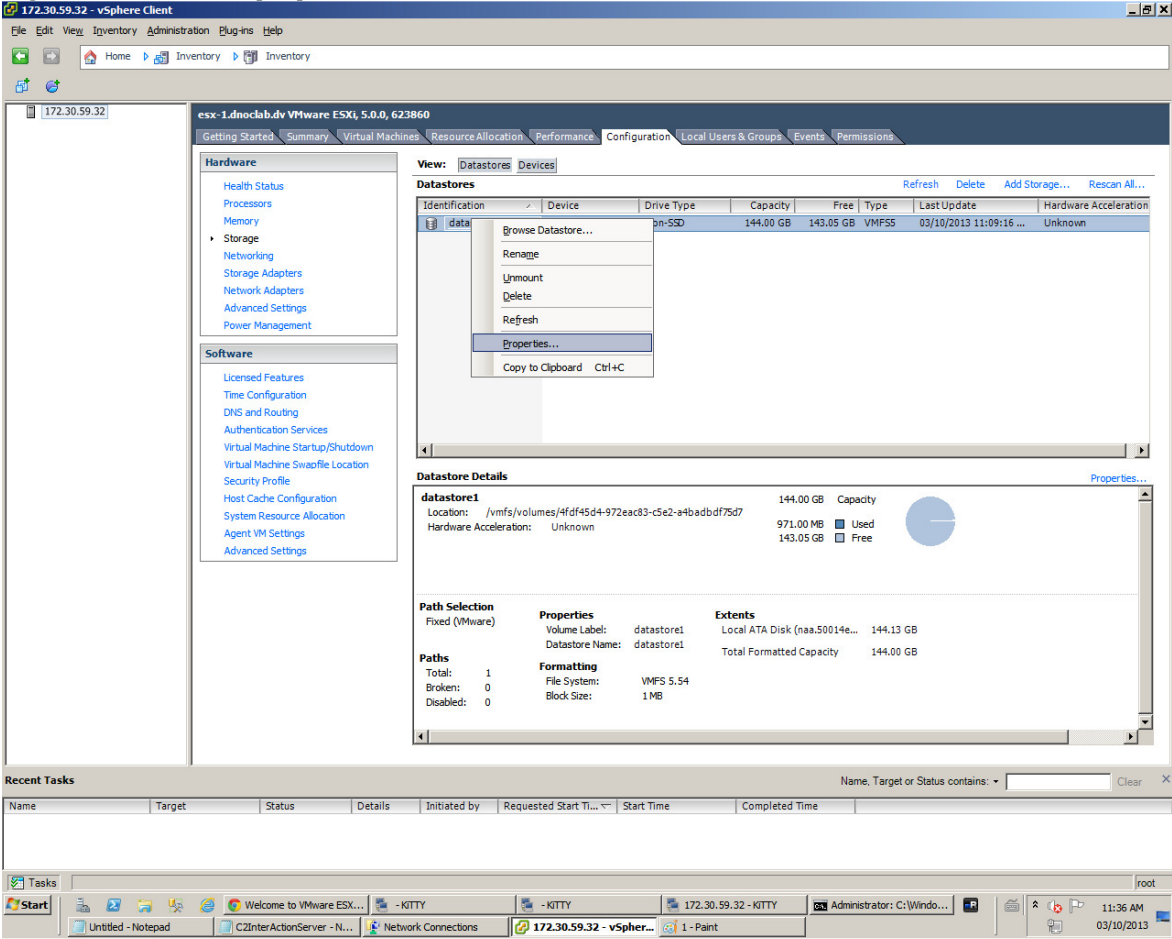 172.30.59.32 - vSphere Client
File Edit View Inventory Administration Plug-ins Help
Home Inventory Inventory
172.30.59.32
esx-1.dnoclab.dv VMware ESXi, 5.0.0, 623860
Getting Started Summary Virtual Machines Resource Allocation Performance Configuration Local Users & Groups Events Permissions
Hardware
Health Status
Processors
Memory
Storage
Networking
Storage Adapters
Network Adapters
Advanced Settings
Power Management
Software
Licensed Features
Time Configuration
DNS and Routing
Authentication Services
Virtual Machine Startup/Shutdown
Virtual Machine Swapfile Location
Security Profile
Host Cache Configuration
System Resource Allocation
Agent VM Settings
Advanced Settings
View: Datastores Devices
Datastores Refresh Delete Add Storage... Rescan All...
Identification Device Drive Type Capacity Free Type Last Update Hardware Acceleration
data on-SSD 144.00 GB 143.05 GB VMFS5 03/10/2013 11:09:16 ... Unknown
Browse Datastore...
Rename
Unmount
Delete
Refresh
Properties...
Copy to Clipboard Ctrl+C
Datastore Details Properties...
datastore1 144.00 GB Capacity
Location: /vmfs/volumes/4fdf45d4-972eac83-c5e2-a4badbdf75d7
Hardware Acceleration: Unknown
971.00 MB Used
143.05 GB Free
Path Selection
Fixed (VMware)
Paths
Total: 1
Broken: 0
Disabled: 0
Properties
Volume Label: datastore1
Datastore Name: datastore1
Formatting
File System: VMFS 5.54
Block Size: 1 MB
Extents
Local ATA Disk (naa.50014e... 144.13 GB
Total Formatted Capacity 144.00 GB
Recent Tasks Name, Target or Status contains: Clear
Name Target Status Details Initiated by Requested Start Ti... Start Time Completed Time
Tasks root
Start Welcome to VMware ESX... - KiTTY - KiTTY 172.30.59.32 - KiTTY Administrator: C:\Windo... 11:36 AM
Untitled - Notepad C2InterActionServer - N... Network Connections 172.30.59.32 - vSpher... 1 - Paint 03/10/2013